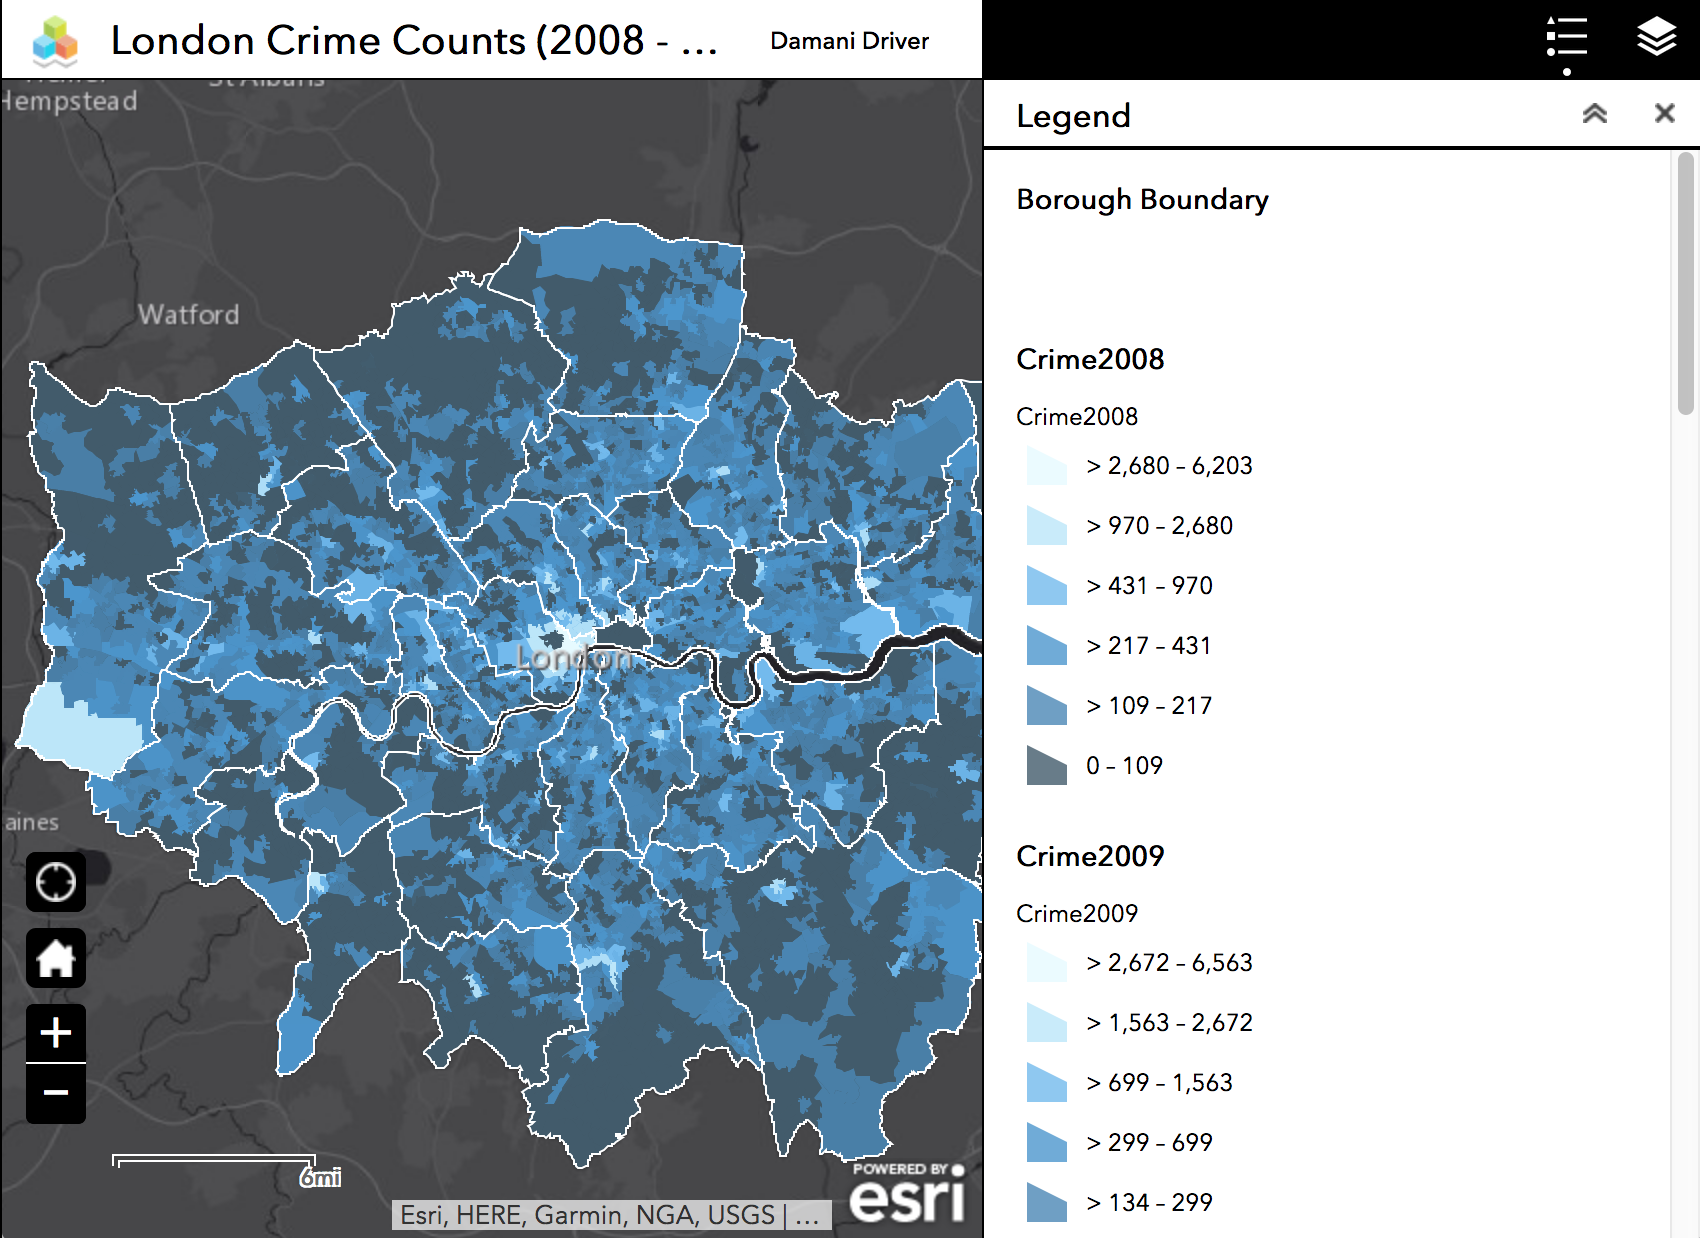 London Crime Counts (2008 - ...
Damani Driver
Legend
Borough Boundary
Crime2008
Crime2008
> 2,680 – 6,203
> 970 – 2,680
> 431 – 970
> 217 – 431
> 109 – 217
0 – 109
Crime2009
Crime2009
> 2,672 – 6,563
> 1,563 – 2,672
> 699 – 1,563
> 299 – 699
> 134 – 299
Hempstead
St Albans
Watford
London
aines
6mi
POWERED BY
esri
Esri, HERE, Garmin, NGA, USGS | ...